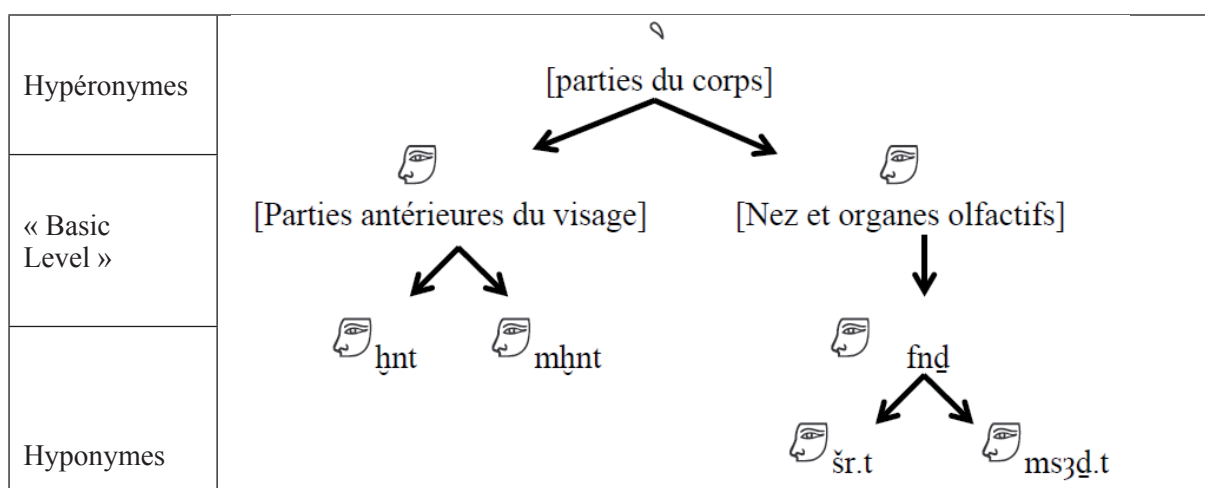 Hypéronymes
[parties du corps]
« Basic
Level »
[Parties antérieures du visage]
[Nez et organes olfactifs]
ḫnt
mḫnt
fnḏ
Hyponymes
šr.t
msꜣḏ.t